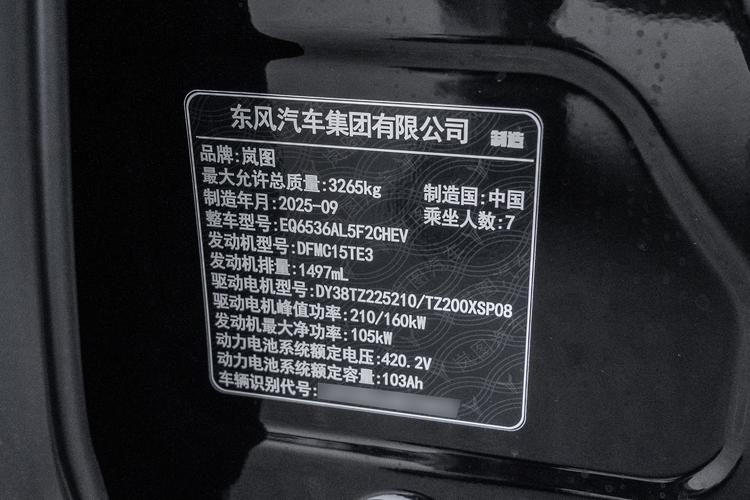 东风汽车集团有限公司 制造
品牌:岚图
最大允许总质量:3265kg 制造国:中国
制造年月:2025-09 乘坐人数:7
整车型号:EQ6536AL5F2CHEV
发动机型号:DFMC15TE3
发动机排量:1497mL
驱动电机型号:DY38TZ225210/TZ200XSP08
驱动电机峰值功率:210/160kW
发动机最大净功率:105kW
动力电池系统额定电压:420.2V
动力电池系统额定容量:103Ah
车辆识别代号: